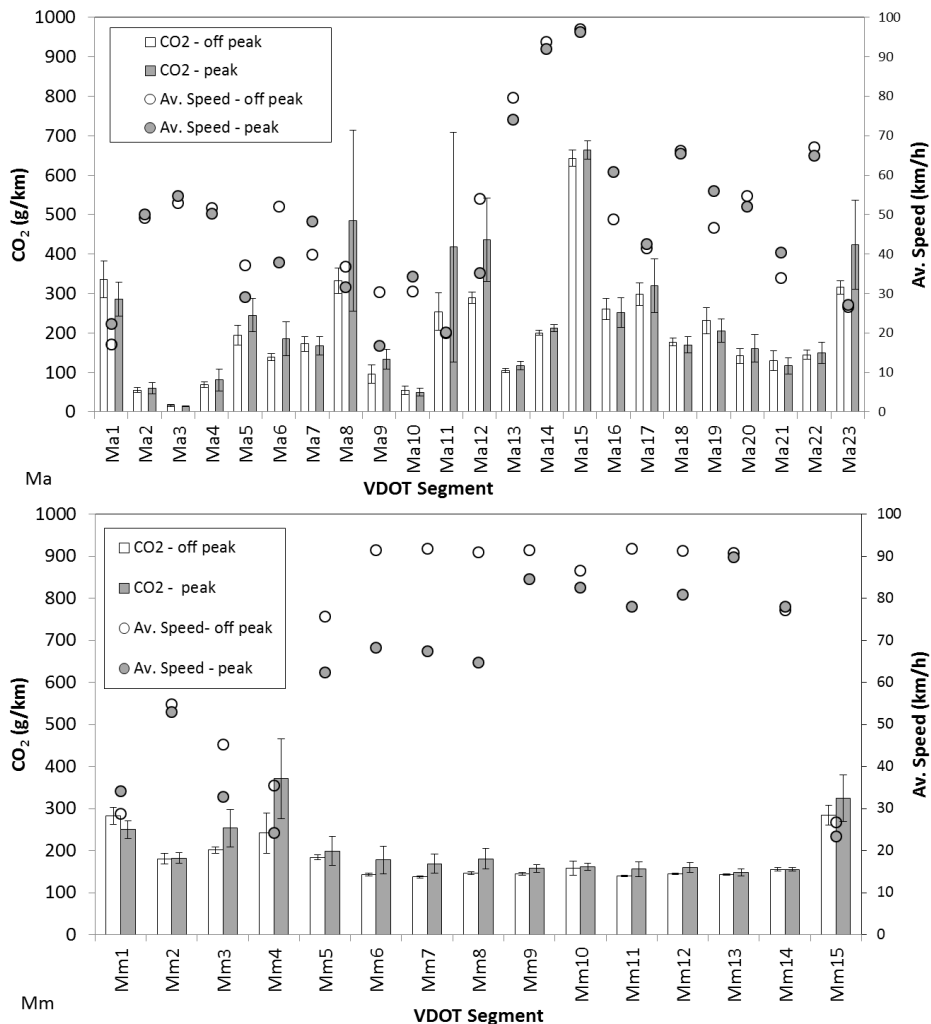 1000
900
800
700
600
500
400
300
200
100
0
CO2 (g/km)
CO2 - off peak
CO2 - peak
Av. Speed - off peak
Av. Speed - peak
100
90
80
70
60
50
40
30
20
10
0
Av. Speed (km/h)
Ma1
Ma2
Ma3
Ma4
Ma5
Ma6
Ma7
Ma8
Ma9
Ma10
Ma11
Ma12
Ma13
Ma14
Ma15
Ma16
Ma17
Ma18
Ma19
Ma20
Ma21
Ma22
Ma23
Ma
VDOT Segment
1000
900
800
700
600
500
400
300
200
100
0
CO2 (g/km)
CO2 - off peak
CO2 - peak
Av. Speed- off peak
Av. Speed - peak
100
90
80
70
60
50
40
30
20
10
0
Av. Speed (km/h)
Mm1
Mm2
Mm3
Mm4
Mm5
Mm6
Mm7
Mm8
Mm9
Mm10
Mm11
Mm12
Mm13
Mm14
Mm15
Mm
VDOT Segment